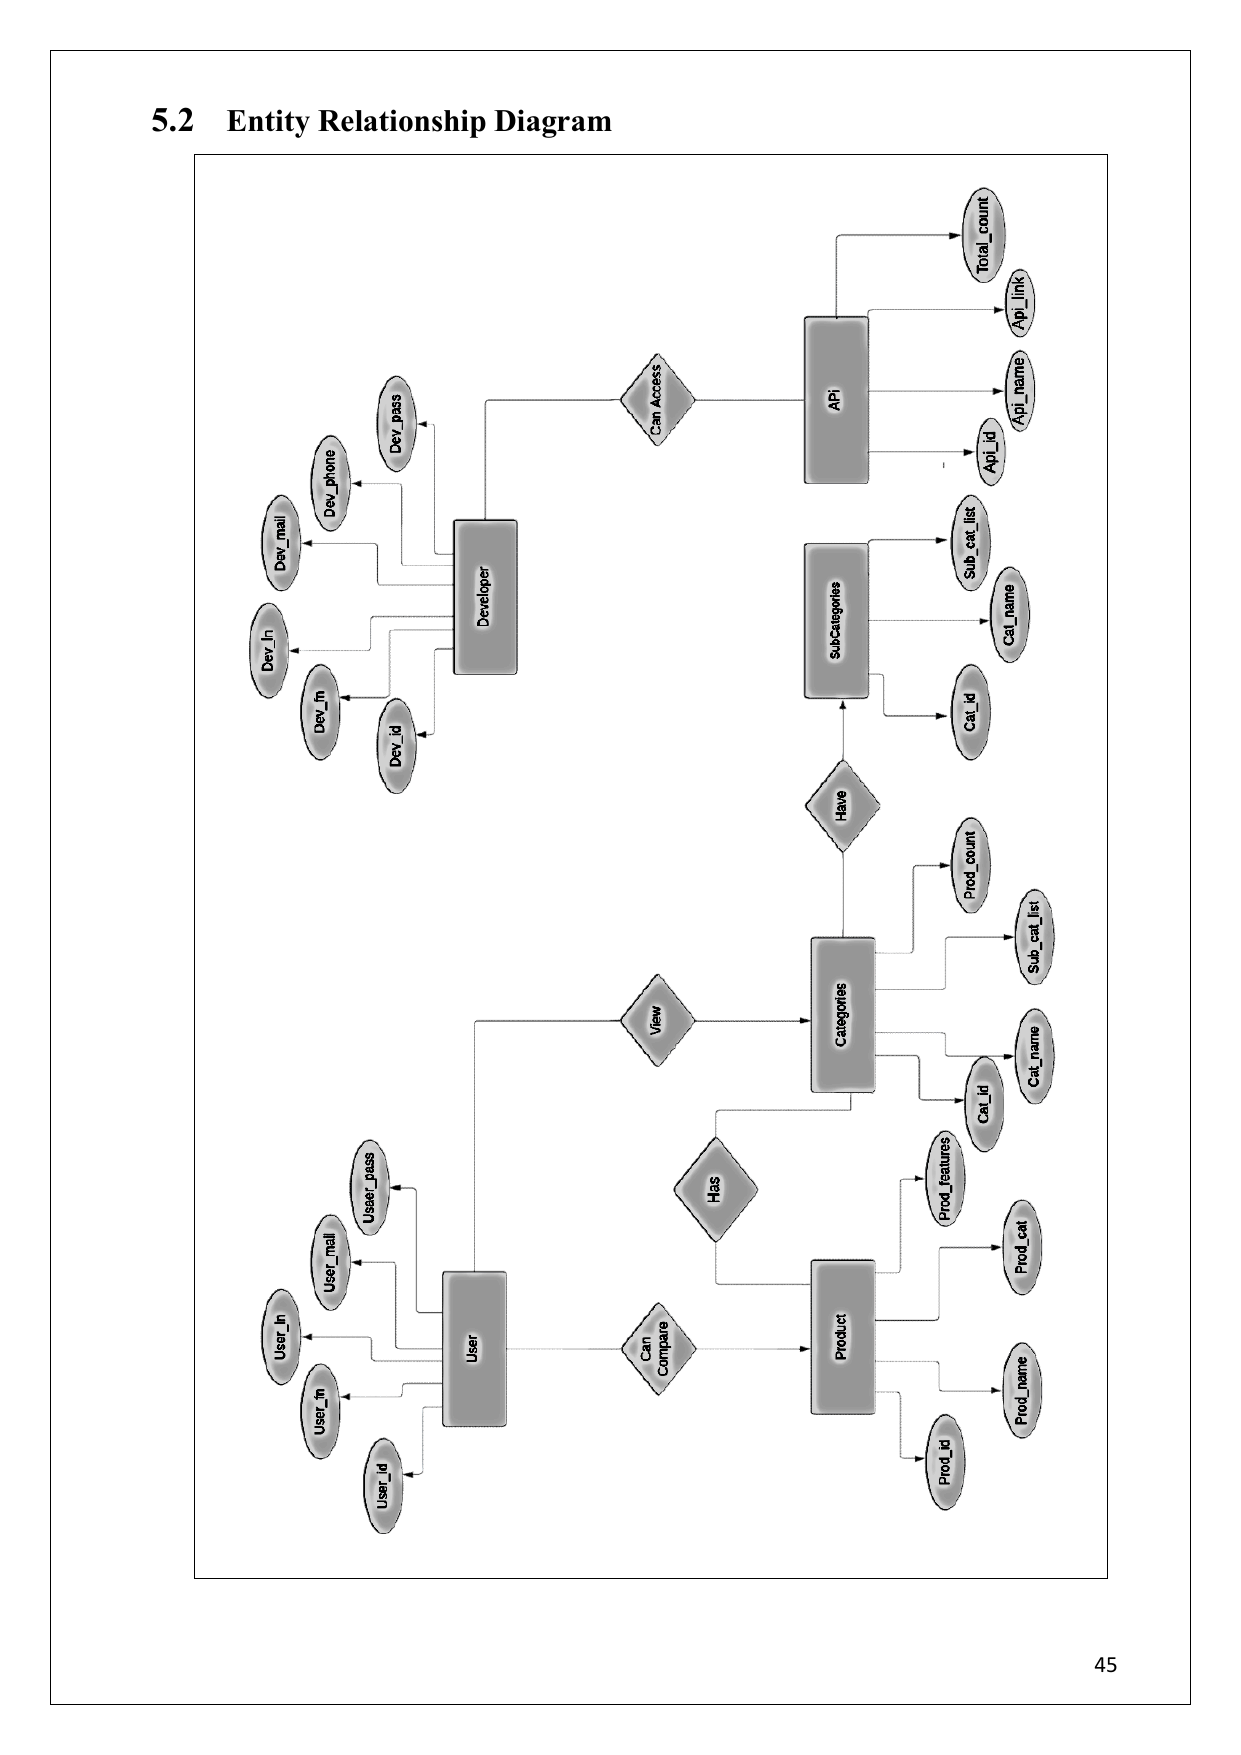 5.2 Entity Relationship Diagram
User_id
User_fn
User_ln
User_mail
Usaer_pass
User
Can
Compare
View
Prod_id
Prod_name
Product
Prod_cat
Prod_features
Has
Cat_id
Cat_name
Categories
Sub_cat_list
Prod_count
Have
Cat_id
Cat_name
SubCategories
Sub_cat_list
Dev_id
Dev_fn
Dev_ln
Dev_mail
Dev_phone
Dev_pass
Developer
Can Access
Api_id
Api_name
APi
Api_link
Total_count
45